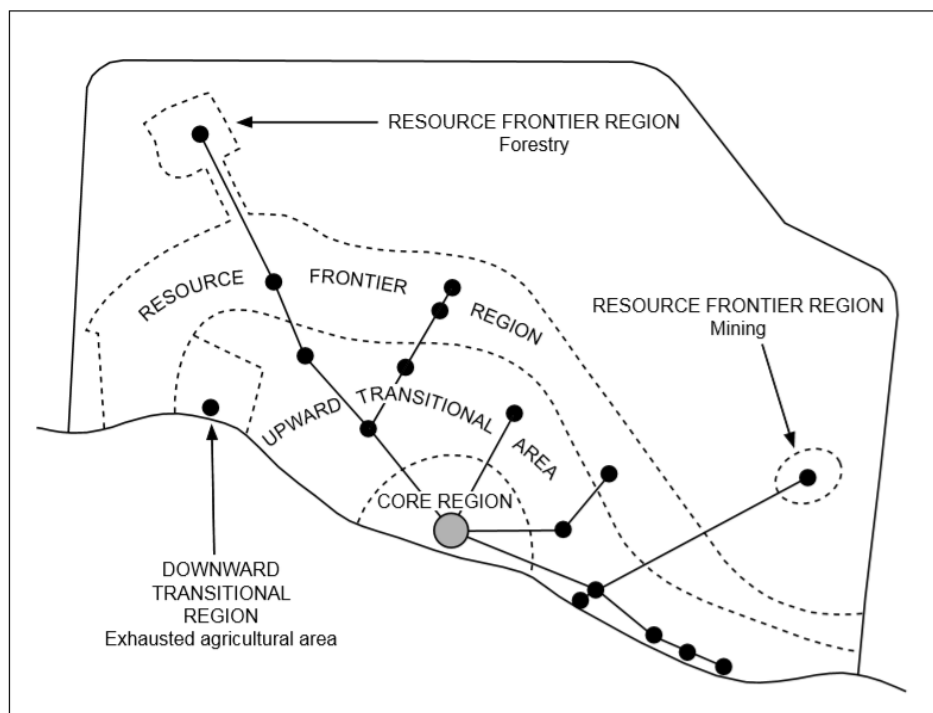 RESOURCE FRONTIER REGION
Forestry
RESOURCE FRONTIER REGION
RESOURCE FRONTIER REGION
Mining
UPWARD TRANSITIONAL AREA
CORE REGION
DOWNWARD
TRANSITIONAL
REGION
Exhausted agricultural area